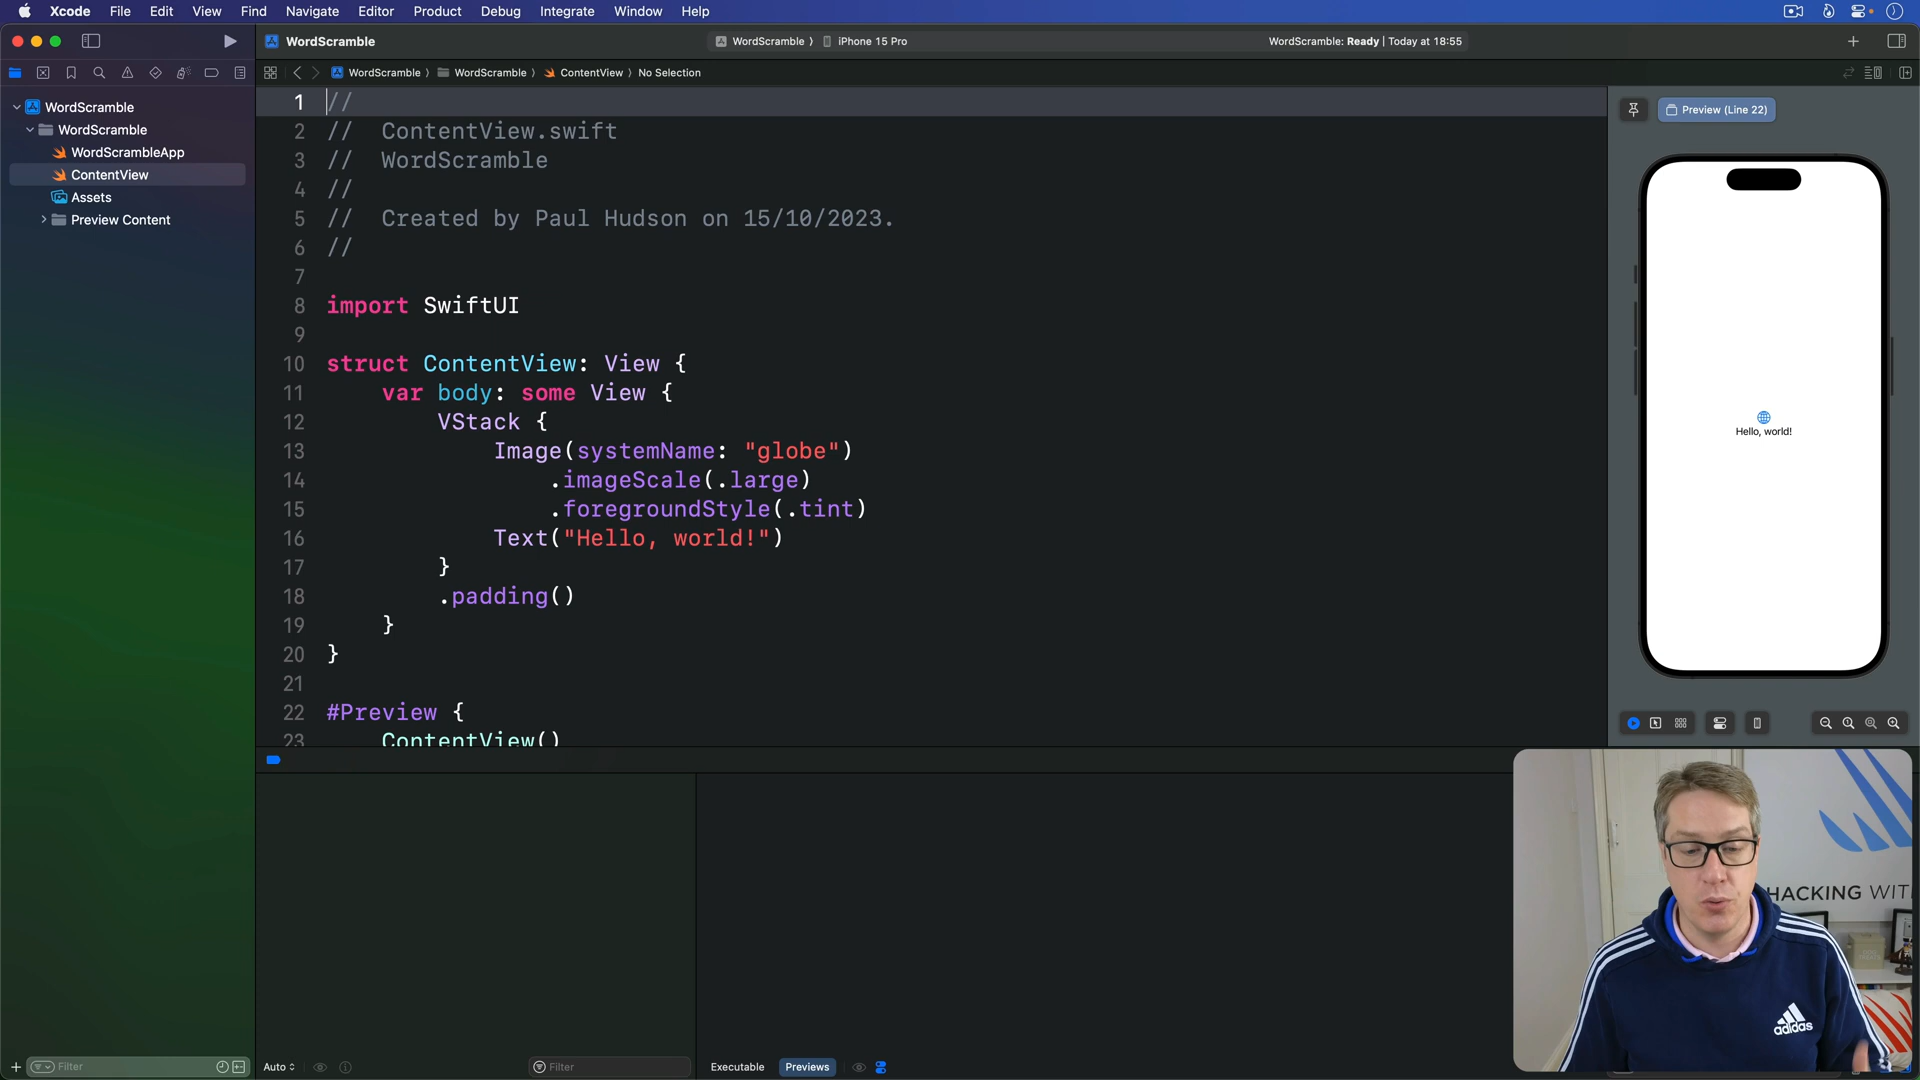 Xcode File Edit View Find Navigate Editor Product Debug Integrate Window Help
WordScramble
WordScramble iPhone 15 Pro
WordScramble: Ready | Today at 18:55
WordScramble WordScramble ContentView No Selection
WordScramble
WordScramble
WordScrambleApp
ContentView
Assets
Preview Content
1 //
2 //  ContentView.swift
3 //  WordScramble
4 //
5 //  Created by Paul Hudson on 15/10/2023.
6 //
7
8 import SwiftUI
9
10 struct ContentView: View {
11     var body: some View {
12         VStack {
13             Image(systemName: "globe")
14                 .imageScale(.large)
15                 .foregroundStyle(.tint)
16             Text("Hello, world!")
17         }
18         .padding()
19     }
20 }
21
22 #Preview {
23     ContentView()
Preview (Line 22)
Hello, world!
HACKING WIT
adidas
Filter
Auto
Filter
Executable Previews